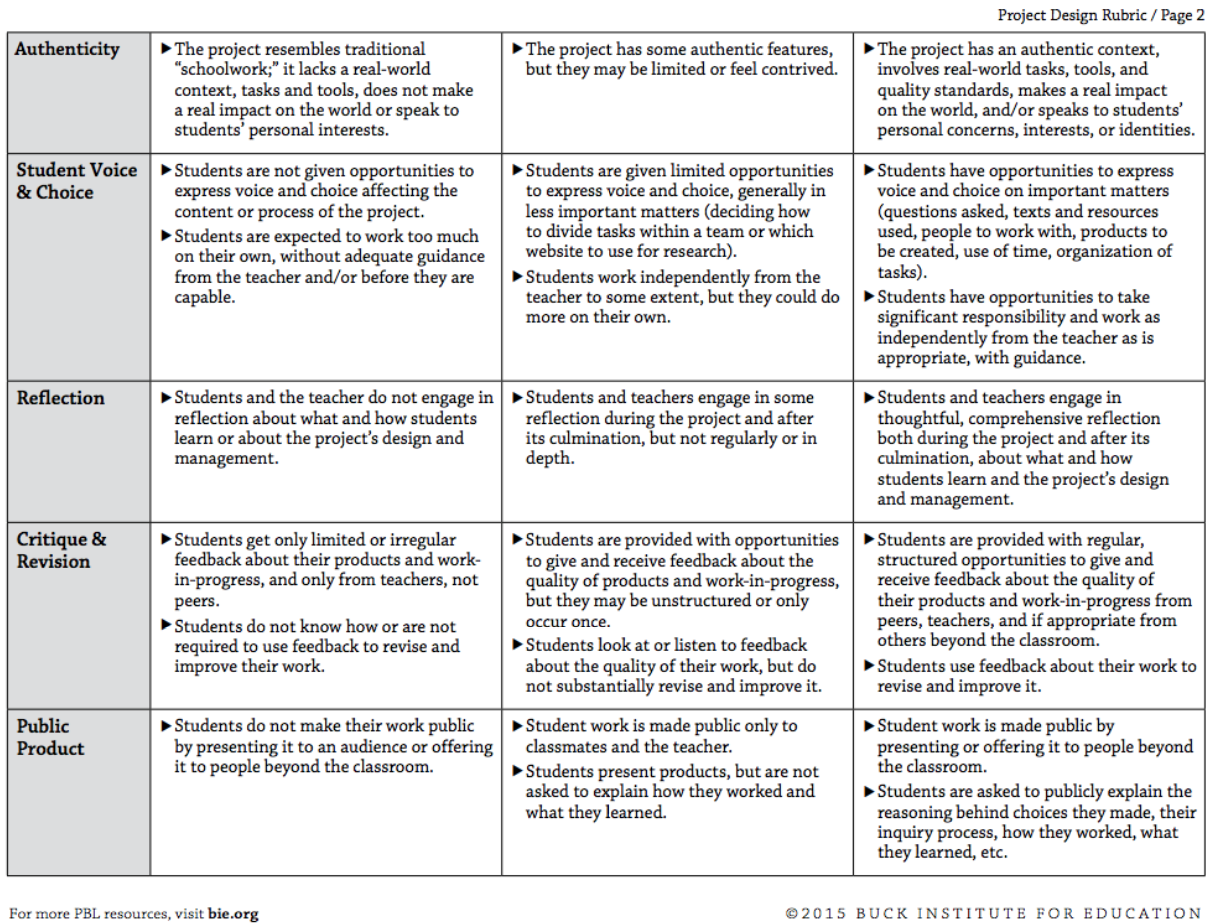 Project Design Rubric / Page 2
Authenticity
▶The project resembles traditional
“schoolwork;” it lacks a real-world
context, tasks and tools, does not make
a real impact on the world or speak to
students’ personal interests.
▶The project has some authentic features,
but they may be limited or feel contrived.
▶The project has an authentic context,
involves real-world tasks, tools, and
quality standards, makes a real impact
on the world, and/or speaks to students’
personal concerns, interests, or identities.
Student Voice
& Choice
▶Students are not given opportunities to
express voice and choice affecting the
content or process of the project.
▶Students are expected to work too much
on their own, without adequate guidance
from the teacher and/or before they are
capable.
▶Students are given limited opportunities
to express voice and choice, generally in
less important matters (deciding how
to divide tasks within a team or which
website to use for research).
▶Students work independently from the
teacher to some extent, but they could do
more on their own.
▶Students have opportunities to express
voice and choice on important matters
(questions asked, texts and resources
used, people to work with, products to
be created, use of time, organization of
tasks).
▶Students have opportunities to take
significant responsibility and work as
independently from the teacher as is
appropriate, with guidance.
Reflection
▶Students and the teacher do not engage in
reflection about what and how students
learn or about the project’s design and
management.
▶Students and teachers engage in some
reflection during the project and after
its culmination, but not regularly or in
depth.
▶Students and teachers engage in
thoughtful, comprehensive reflection
both during the project and after its
culmination, about what and how
students learn and the project’s design
and management.
Critique &
Revision
▶Students get only limited or irregular
feedback about their products and work-
in-progress, and only from teachers, not
peers.
▶Students do not know how or are not
required to use feedback to revise and
improve their work.
▶Students are provided with opportunities
to give and receive feedback about the
quality of products and work-in-progress,
but they may be unstructured or only
occur once.
▶Students look at or listen to feedback
about the quality of their work, but do
not substantially revise and improve it.
▶Students are provided with regular,
structured opportunities to give and
receive feedback about the quality of
their products and work-in-progress from
peers, teachers, and if appropriate from
others beyond the classroom.
▶Students use feedback about their work to
revise and improve it.
Public
Product
▶Students do not make their work public
by presenting it to an audience or offering
it to people beyond the classroom.
▶Student work is made public only to
classmates and the teacher.
▶Students present products, but are not
asked to explain how they worked and
what they learned.
▶Student work is made public by
presenting or offering it to people beyond
the classroom.
▶Students are asked to publicly explain the
reasoning behind choices they made, their
inquiry process, how they worked, what
they learned, etc.
For more PBL resources, visit bie.org
©2015 BUCK INSTITUTE FOR EDUCATION